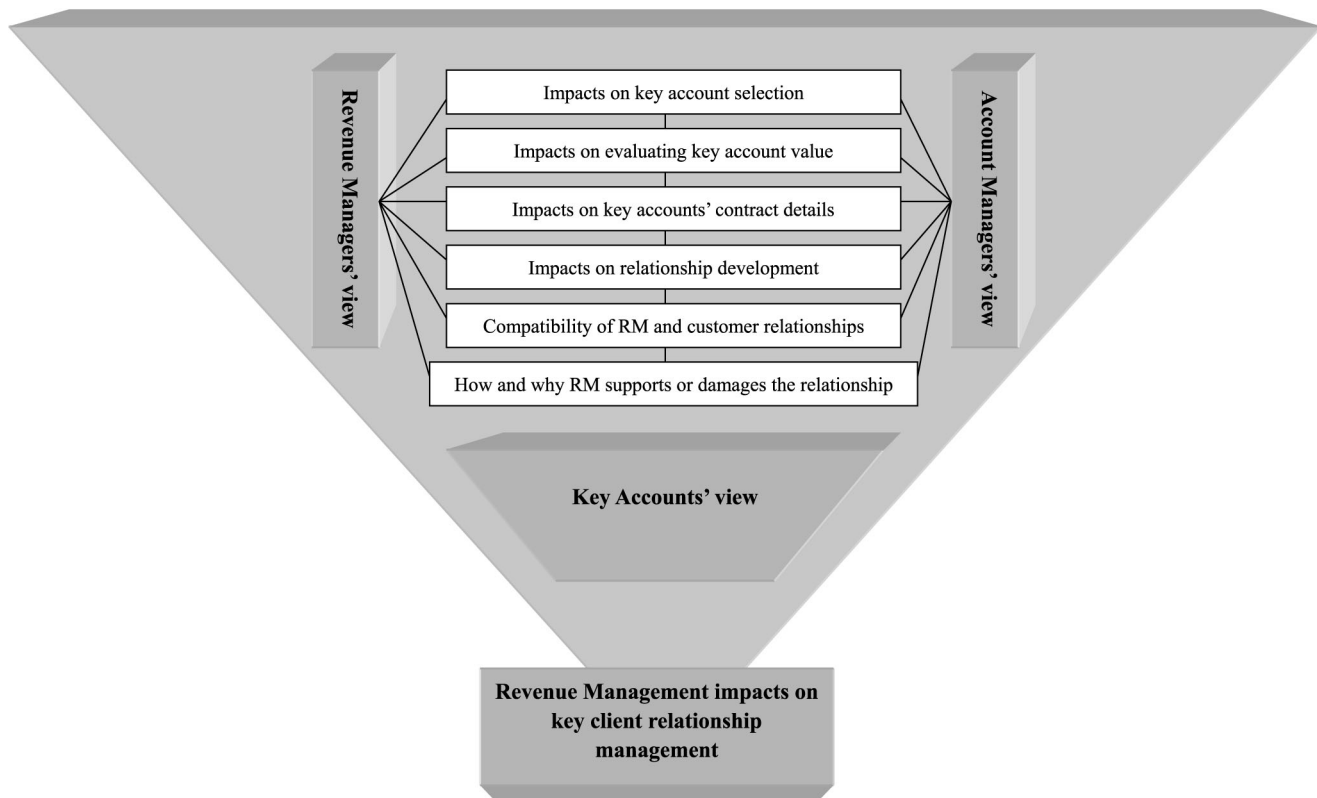 Revenue Managers' view
Impacts on key account selection
Impacts on evaluating key account value
Impacts on key accounts' contract details
Impacts on relationship development
Compatibility of RM and customer relationships
How and why RM supports or damages the relationship
Account Managers' view
Key Accounts' view
Revenue Management impacts on
key client relationship
management